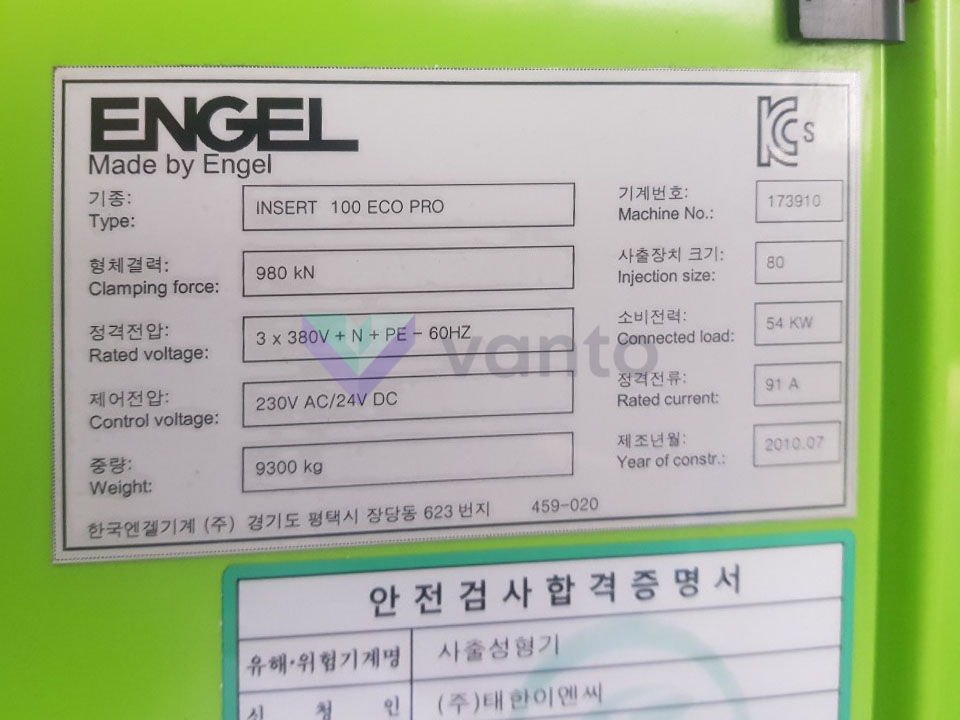 ENGEL
Made by Engel
KCs
기종:
Type:
INSERT 100 ECO PRO
기계번호:
Machine No.:
173910
형체결력:
Clamping force:
980 kN
사출장치 크기:
Injection size:
80
정격전압:
Rated voltage:
3 x 380V + N + PE - 60HZ
소비전력:
Connected load:
54 KW
vanto
제어전압:
Control voltage:
230V AC/24V DC
정격전류:
Rated current:
91 A
중량:
Weight:
9300 kg
제조년월:
Year of constr.:
2010.07
한국엔겔기계 (주) 경기도 평택시 장당동 623 번지 459-020
안전검사합격증명서
유해·위험기계명 사출성형기
신청인 (주)태한이엔씨